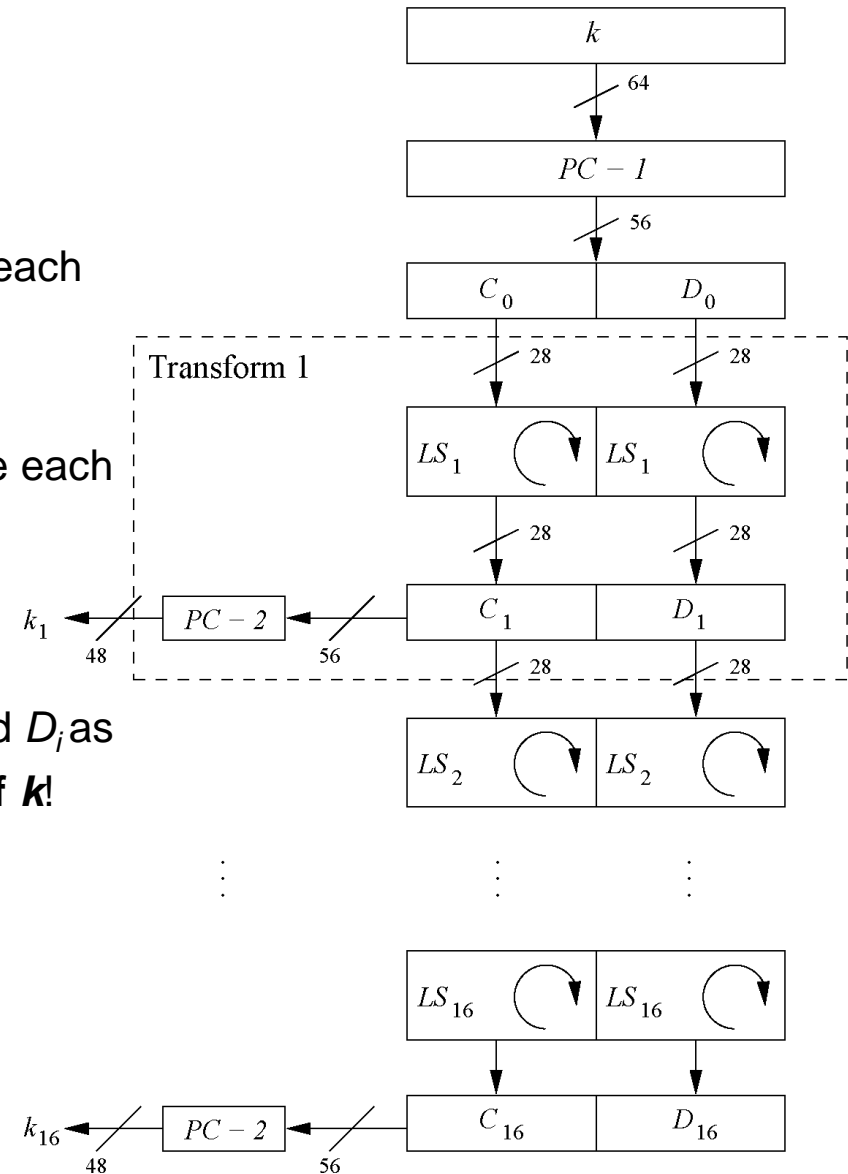 k
64
PC − 1
56
each
C0 D0
28 28
Transform 1
LS1 LS1
e each
28 28
k1 48 PC − 2 56 C1 D1
28 28
d Di as
LS2 LS2
f k!
LS16 LS16
k16 48 PC − 2 56 C16 D16